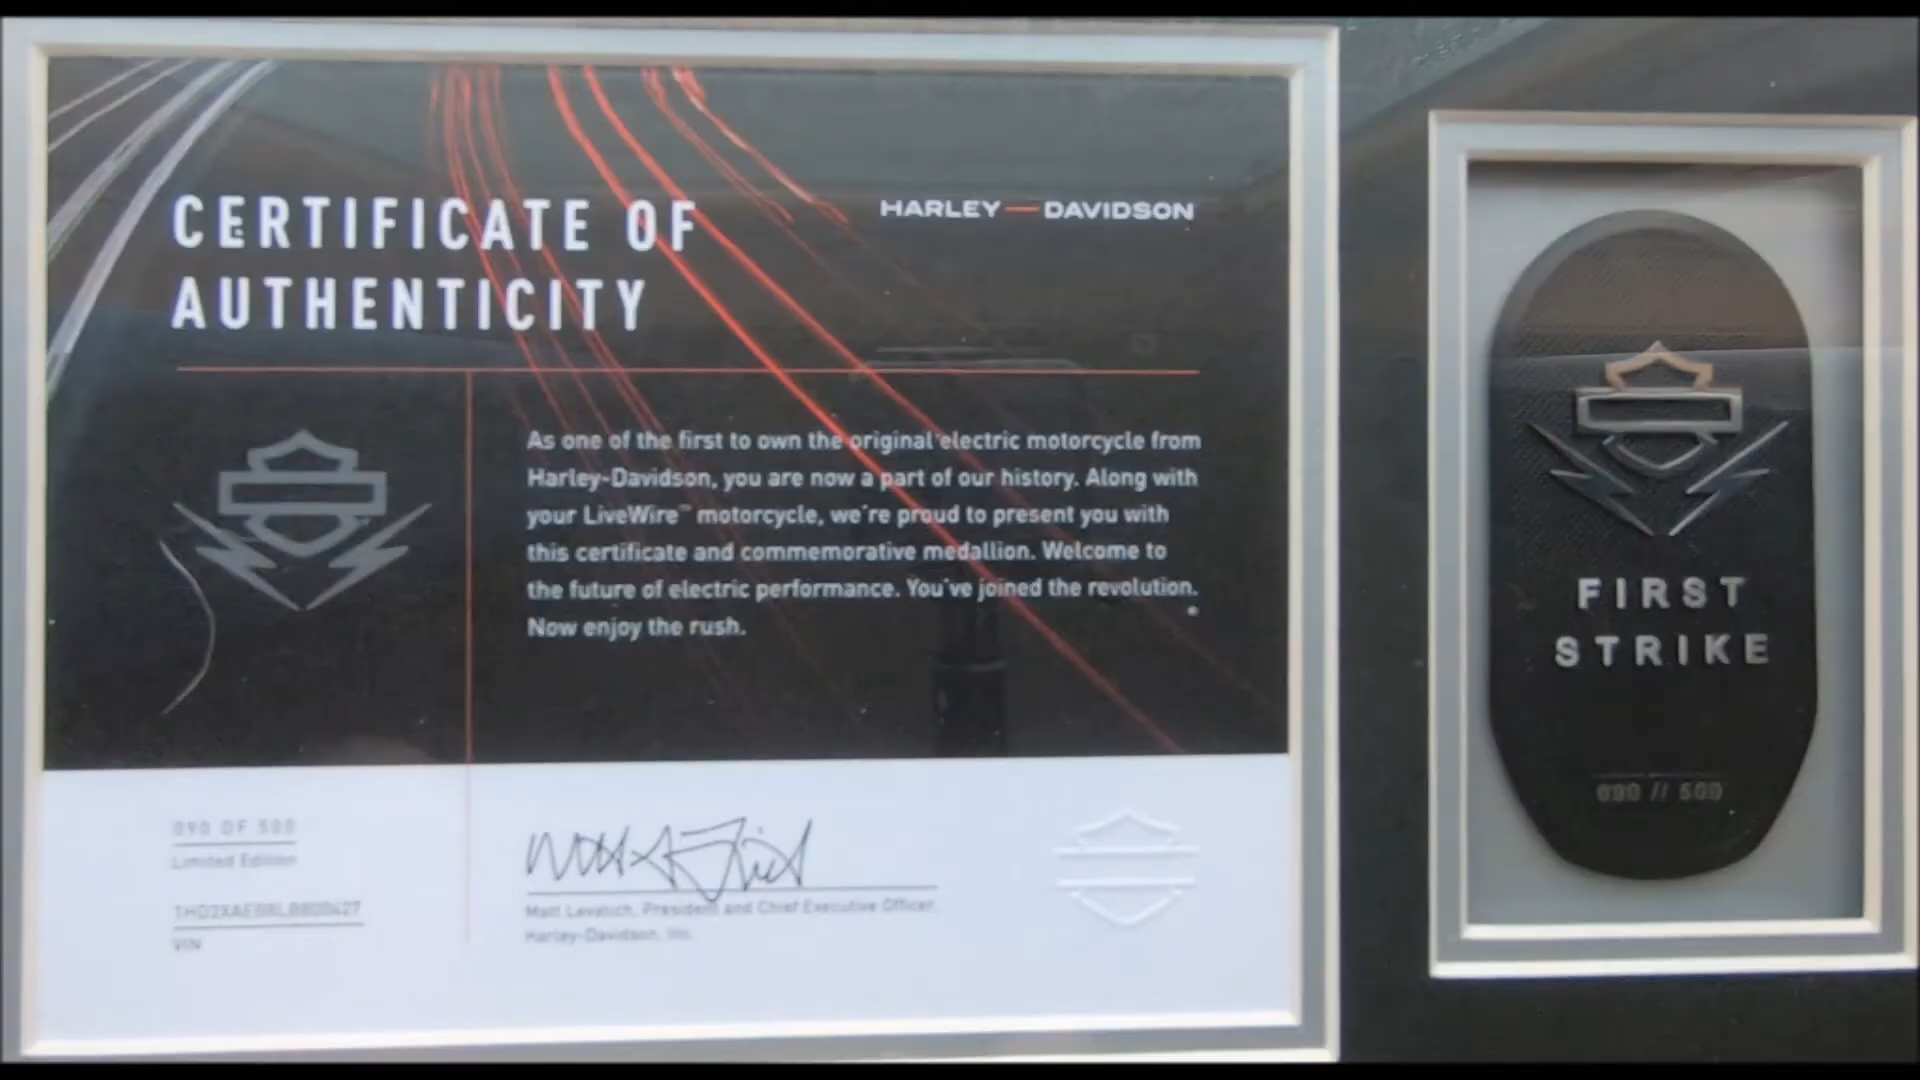 CERTIFICATE OF
AUTHENTICITY
HARLEY — DAVIDSON
As one of the first to own the original electric motorcycle from
Harley-Davidson, you are now a part of our history. Along with
your LiveWire™ motorcycle, we're proud to present you with
this certificate and commemorative medallion. Welcome to
the future of electric performance. You've joined the revolution.
Now enjoy the rush.
090 OF 500
Limited Edition
VIN
Matt Levatich, President and Chief Executive Officer,
Harley-Davidson, Inc.
FIRST
STRIKE
090 // 500